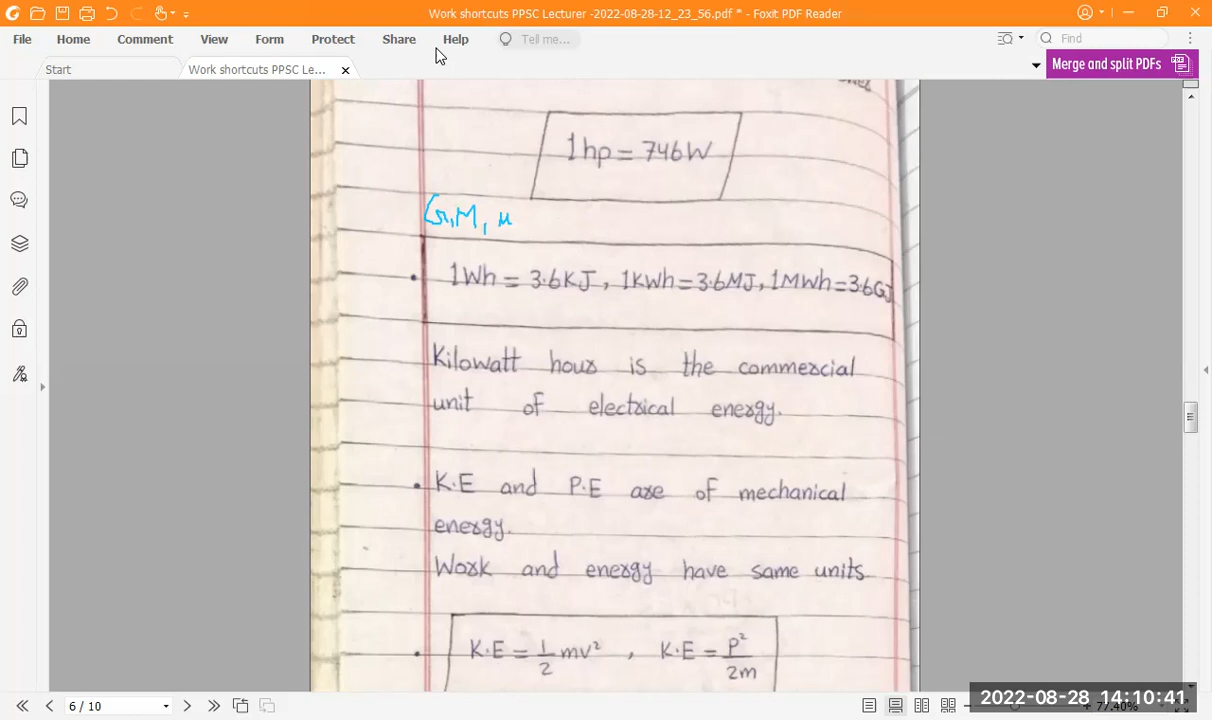 Work shortcuts PPSC Lecturer -2022-08-28-12_23_56.pdf * - Foxit PDF Reader
File Home Comment View Form Protect Share Help Tell me... Find
Start Work shortcuts PPSC Le... Merge and split PDFs
1hp = 746W
G, M, μ
• 1Wh = 3.6KJ, 1KWh = 3.6MJ, 1MWh = 3.6GJ
Kilowatt hour is the commercial
unit of electrical energy.
• K.E and P.E are of mechanical
energy.
Work and energy have same units
• K.E = 1/2 mv², K.E = P²/2m
6 / 10
2022-08-28 14:10:41
77.40%